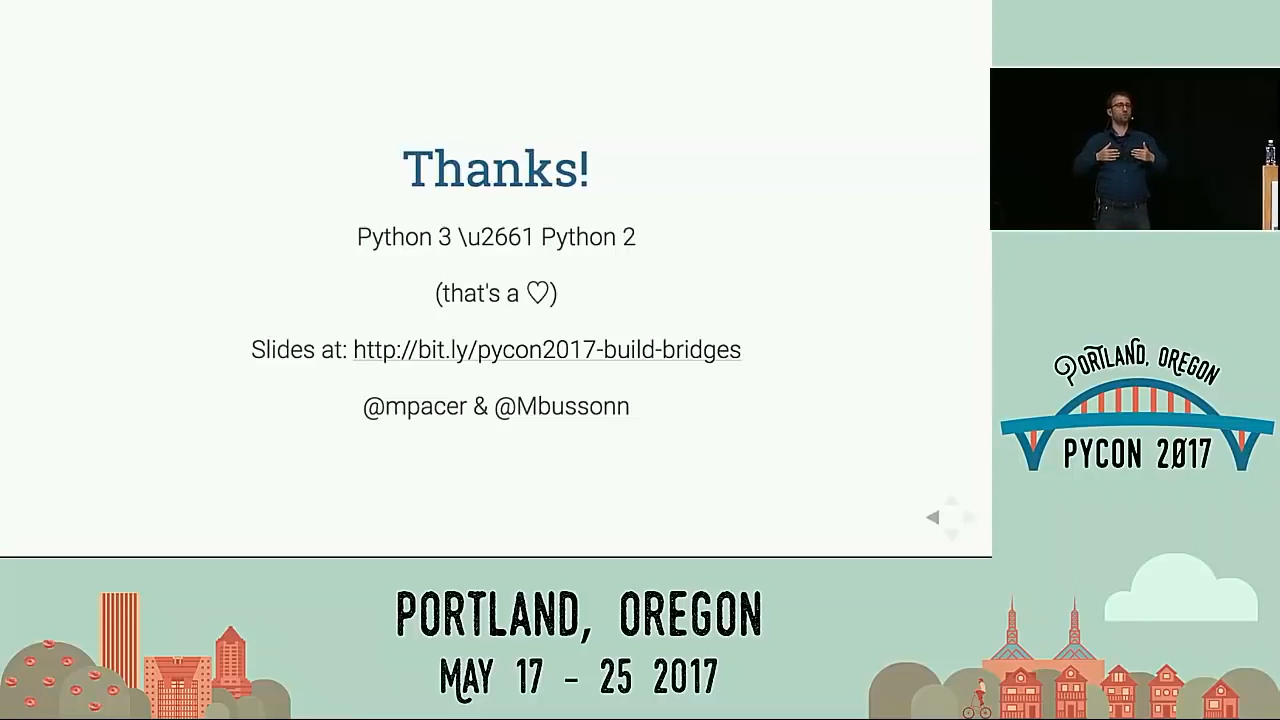 Thanks!
Python 3 \u2661 Python 2
(that's a ♡)
Slides at: http://bit.ly/pycon2017-build-bridges
@mpacer & @Mbussonn
PORTLAND, OREGON
PYCON 2017
PORTLAND, OREGON
MAY 17 - 25 2017